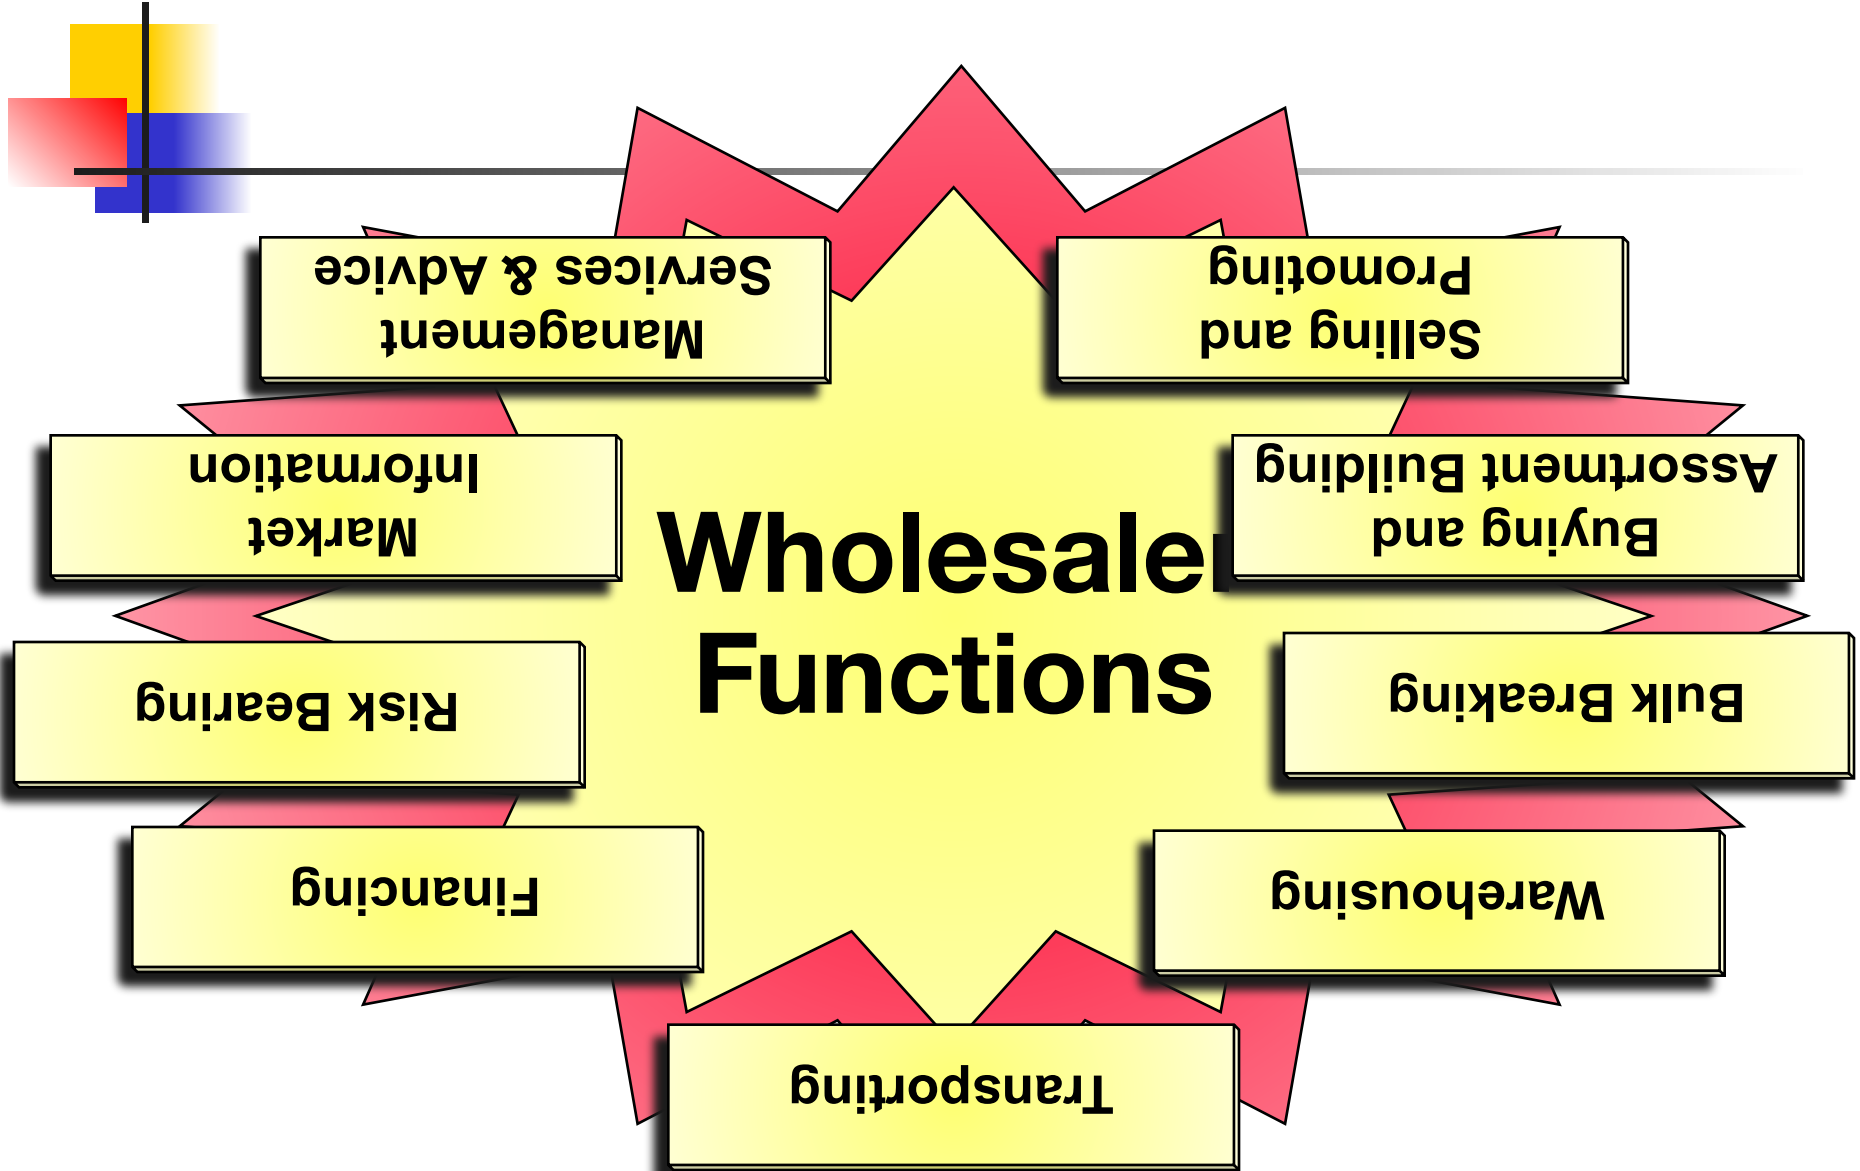 Wholesaler
Functions
Management
Services & Advice
Selling and
Promoting
Market
Information
Buying and
Assortment Building
Risk Bearing
Bulk Breaking
Financing
Warehousing
Transporting